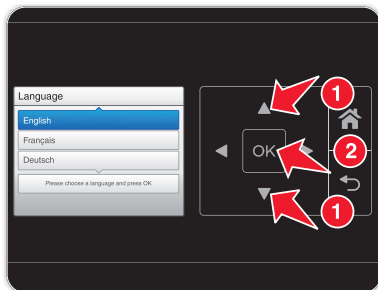 Language
English
Français
Deutsch
Please choose a language and press OK
1
OK
2
1